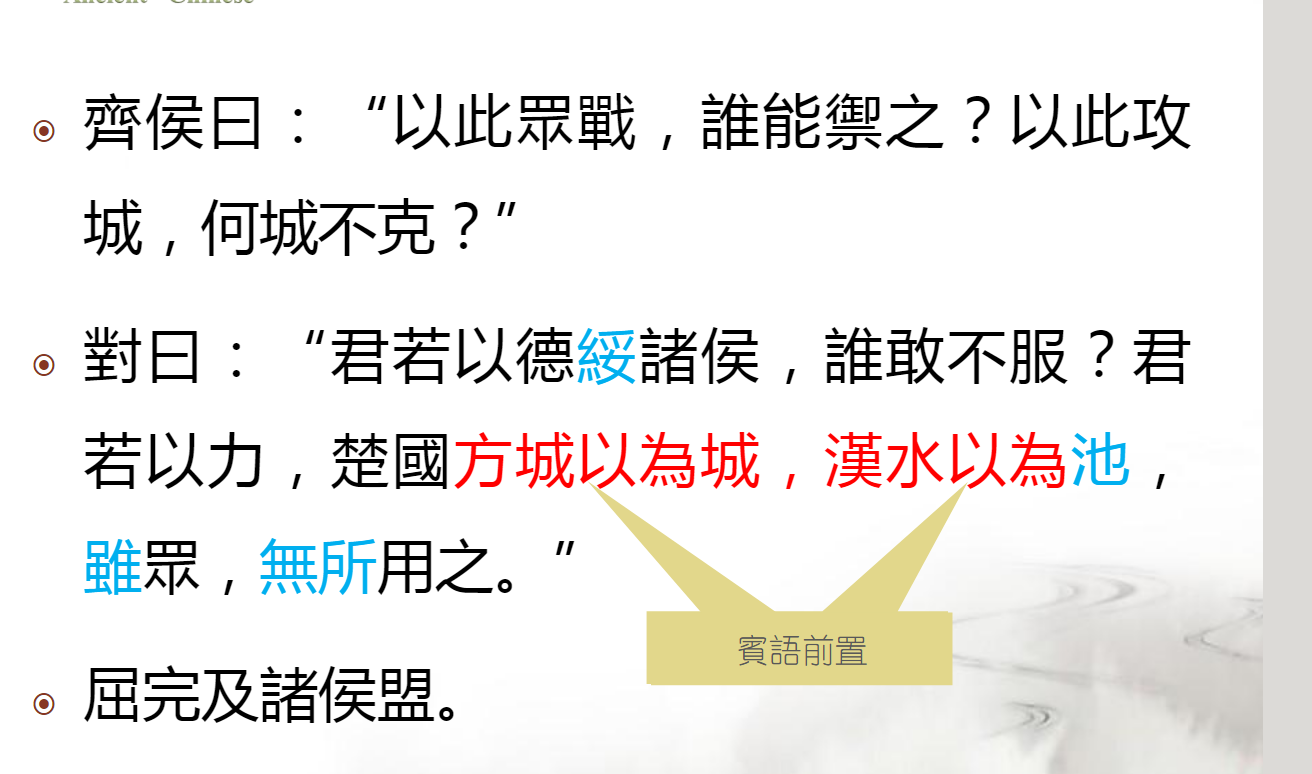 齊侯曰：“以此眾戰，誰能禦之？以此攻
城，何城不克？”
對曰：“君若以德綏諸侯，誰敢不服？君
若以力，楚國方城以為城，漢水以為池，
雖眾，無所用之。”
賓語前置
屈完及諸侯盟。